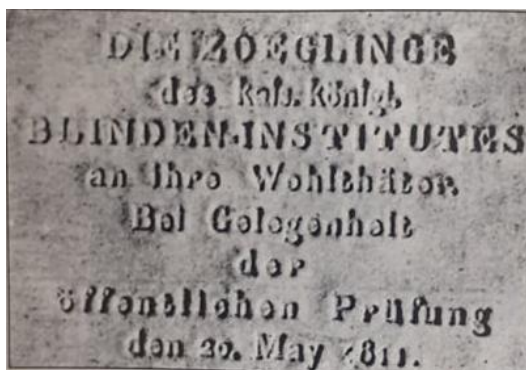 DIE ZOEGLINGE
des kais. königl.
BLINDEN-INSTITUTES
an Ihre Wohlthäter.
Bei Gelegenheit
der
öffentlichen Prüfung
den 20. May 1811.